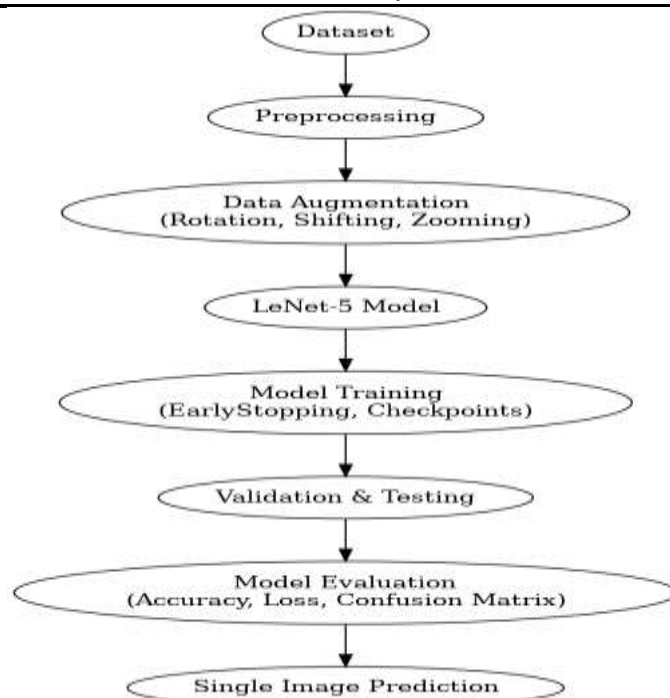 Dataset
Preprocessing
Data Augmentation
(Rotation, Shifting, Zooming)
LeNet-5 Model
Model Training
(EarlyStopping, Checkpoints)
Validation & Testing
Model Evaluation
(Accuracy, Loss, Confusion Matrix)
Single Image Prediction